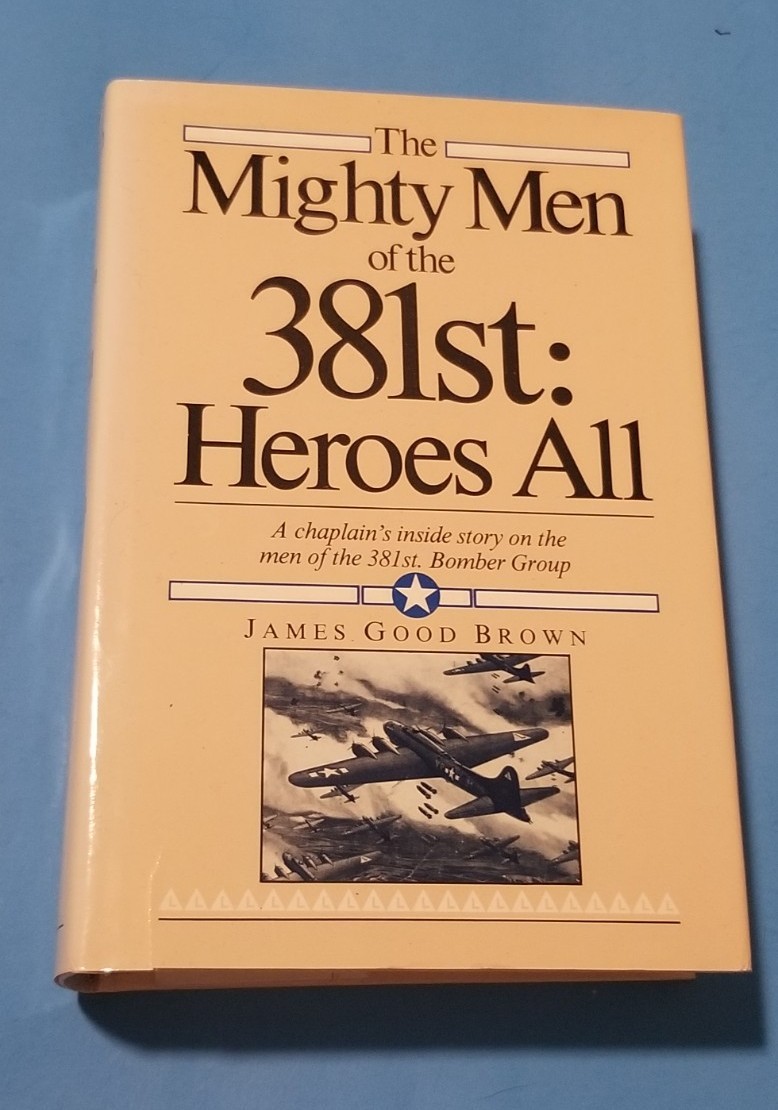 The
Mighty Men
of the
381st:
Heroes All
A chaplain's inside story on the
men of the 381st. Bomber Group
JAMES GOOD BROWN
L L L L L L L L L L L L L L L L L L L L